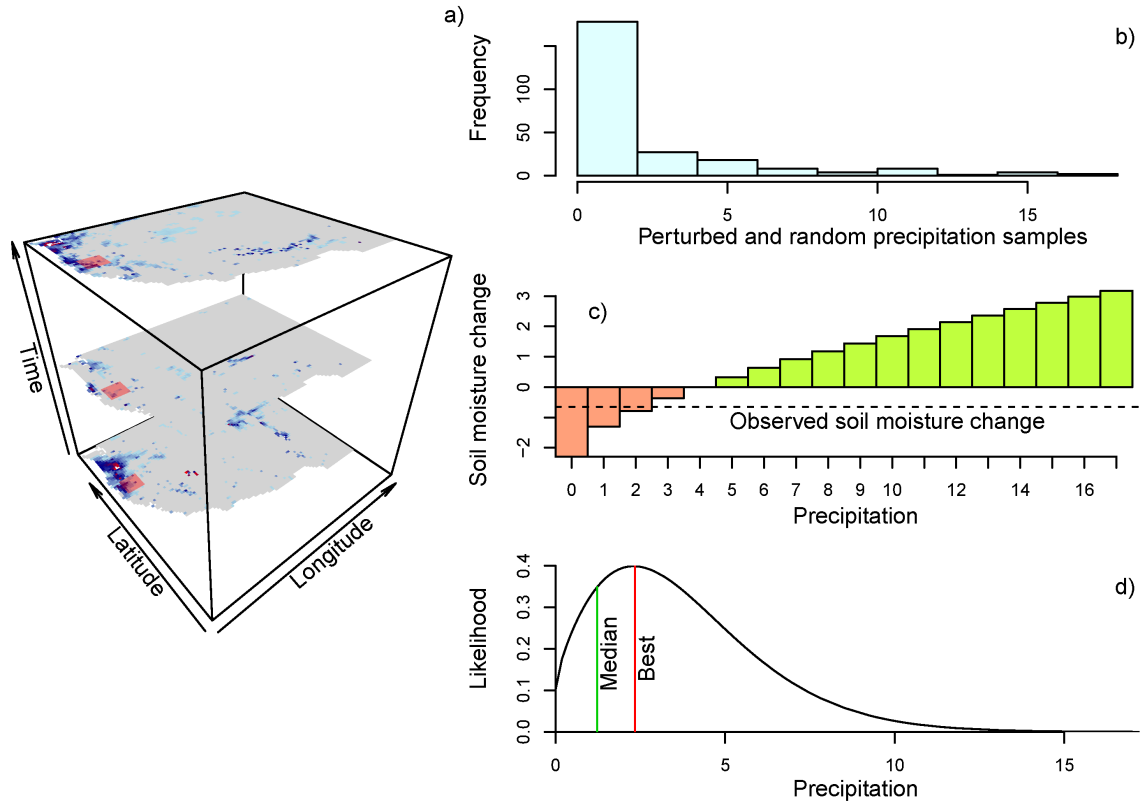 a)
Time
Latitude
Longitude
b)
Frequency
0 50 100
0 5 10 15
Perturbed and random precipitation samples
c)
Soil moisture change
−2 0 1 2 3
Observed soil moisture change
0 1 2 3 4 5 6 7 8 9 10 12 14 16
Precipitation
d)
Likelihood
0.0 0.1 0.2 0.3 0.4
Median
Best
0 5 10 15
Precipitation